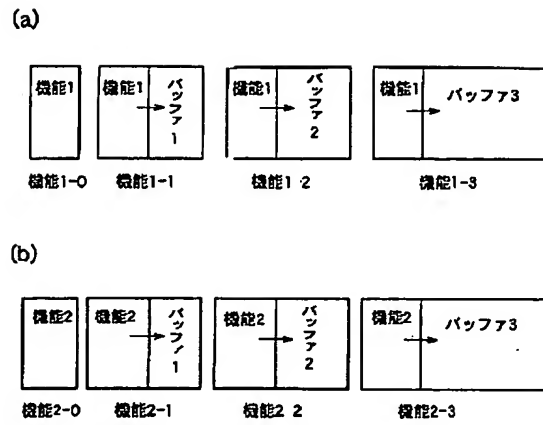 (a)
機能1
機能1
バッファ1
機能1
バッファ2
機能1
バッファ3
機能1-0
機能1-1
機能1 2
機能1-3
(b)
機能2
機能2
バッファ1
機能2
バッファ2
機能2
バッファ3
機能2-0
機能2-1
機能2 2
機能2-3